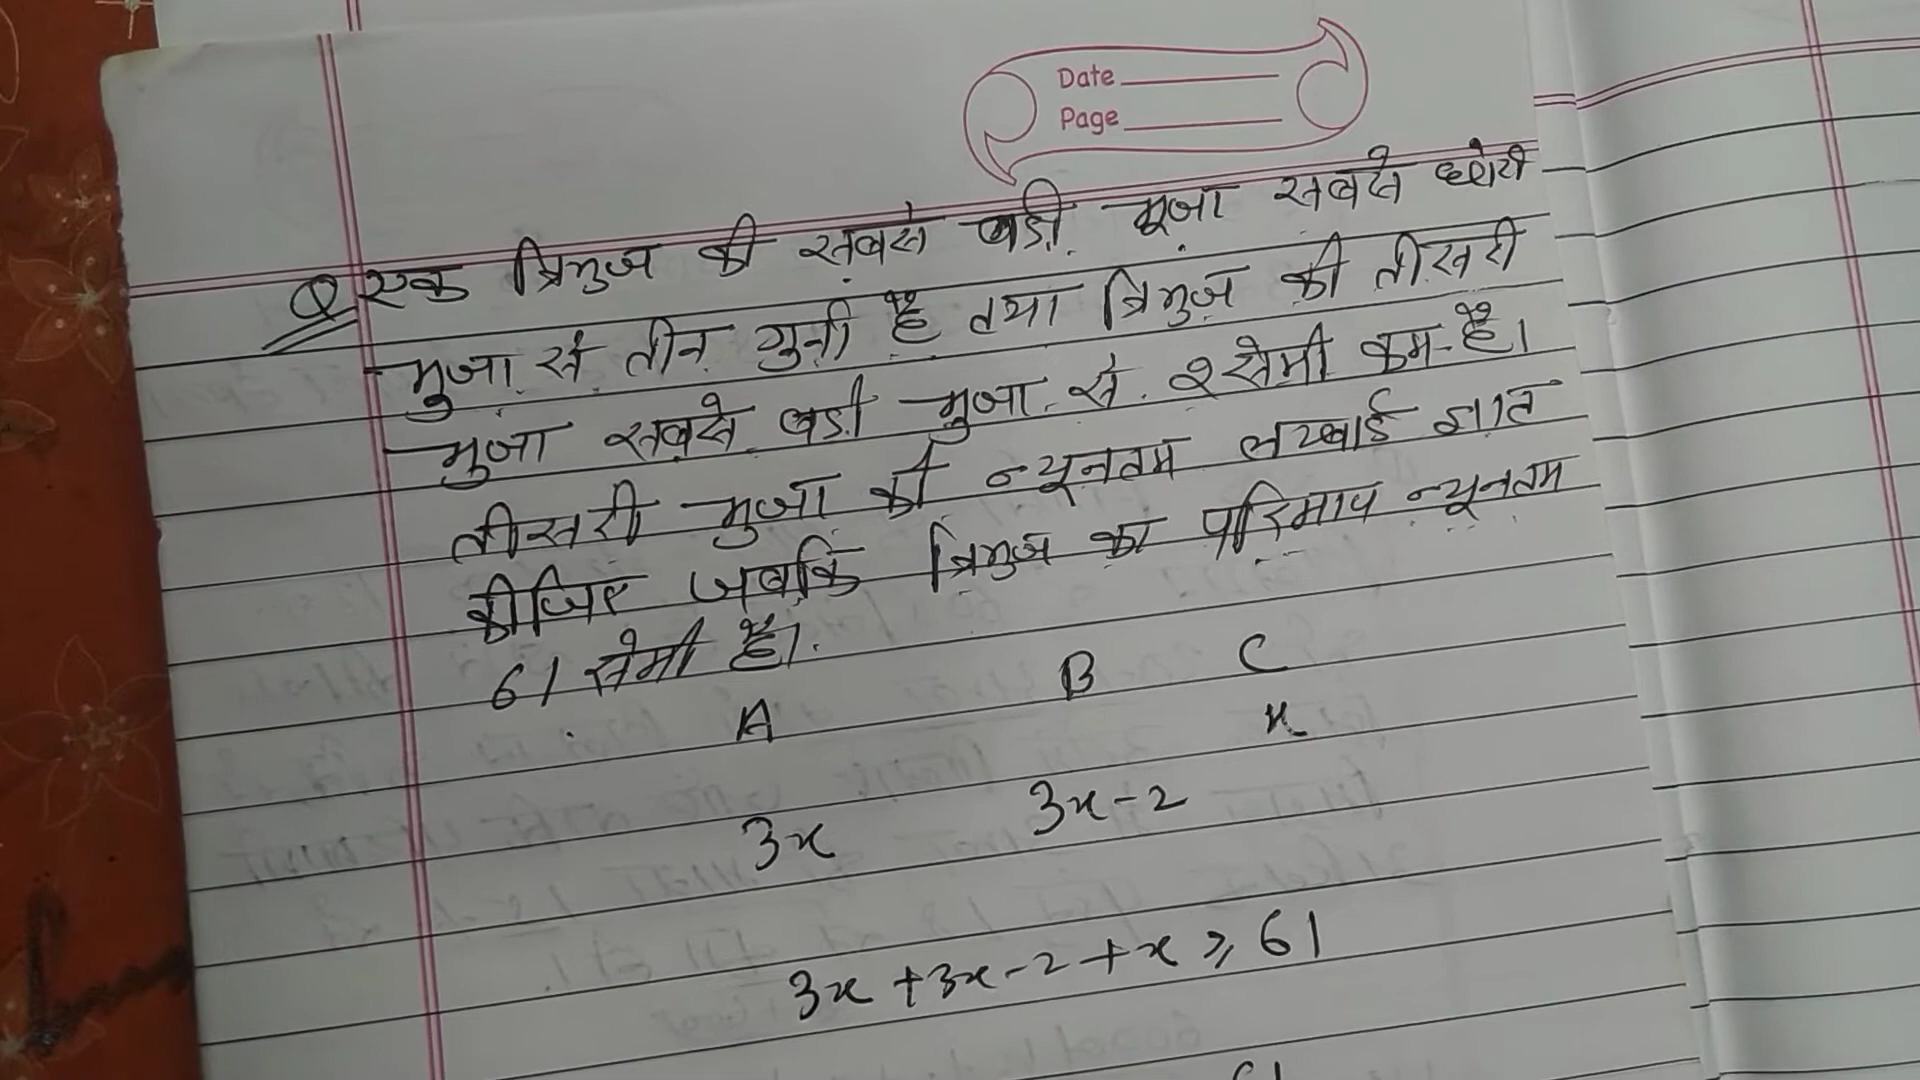 Date
Page
Q एक त्रिभुज की सबसे बड़ी भूजा सबसे छोटी
भुजा से तीन गुनी है तथा त्रिभुज की तीसरी
भुजा सबसे बड़ी भुजा से 2 सेमी कम है।
तीसरी भुजा की न्यूनतम लम्बाई ज्ञात
कीजिए जबकि त्रिभुज का परिमाप न्यूनतम
61 सेमी है।
A B C
x
3x 3x-2
3x+3x-2+x ≥ 61